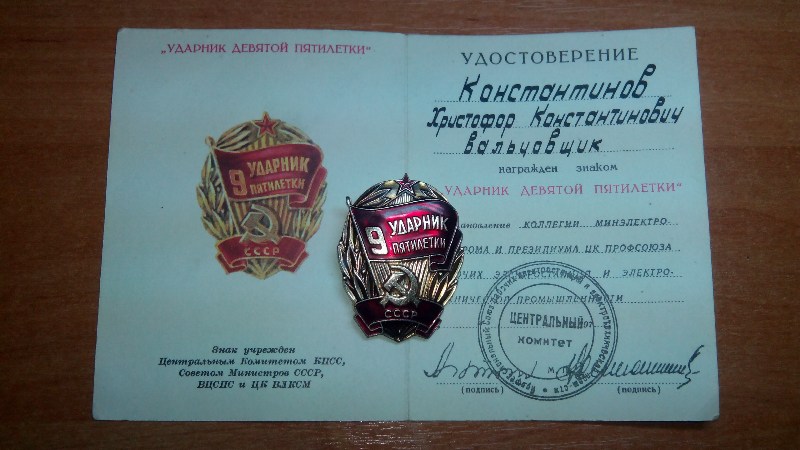 „УДАРНИК ДЕВЯТОЙ ПЯТИЛЕТКИ"
9 УДАРНИК
ПЯТИЛЕТКИ
СССР
Знак учрежден
Центральным Комитетом КПСС,
Советом Министров СССР,
ВЦСПС и ЦК ВЛКСМ
9 УДАРНИК
ПЯТИЛЕТКИ
СССР
УДОСТОВЕРЕНИЕ
Константинов
Христофор Константинович
вальцовщик
награжден знаком
УДАРНИК ДЕВЯТОЙ ПЯТИЛЕТКИ"
КОЛЛЕГИИ МИНЭЛЕКТРО-
И ПРЕЗИДИУМА ЦК ПРОФСОЮЗА
И ЭЛЕКТРО-
ЦЕНТРАЛЬНЫЙ
комитет
(подпись) (подпись)